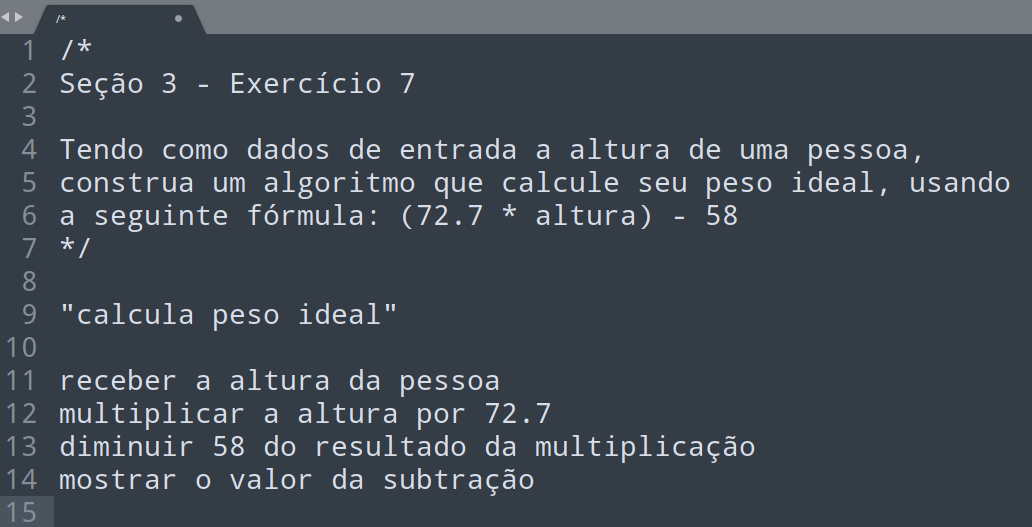 /*
1 /*
2 Seção 3 - Exercício 7
3
4 Tendo como dados de entrada a altura de uma pessoa,
5 construa um algoritmo que calcule seu peso ideal, usando
6 a seguinte fórmula: (72.7 * altura) - 58
7 */
8
9 "calcula peso ideal"
10
11 receber a altura da pessoa
12 multiplicar a altura por 72.7
13 diminuir 58 do resultado da multiplicação
14 mostrar o valor da subtração
15